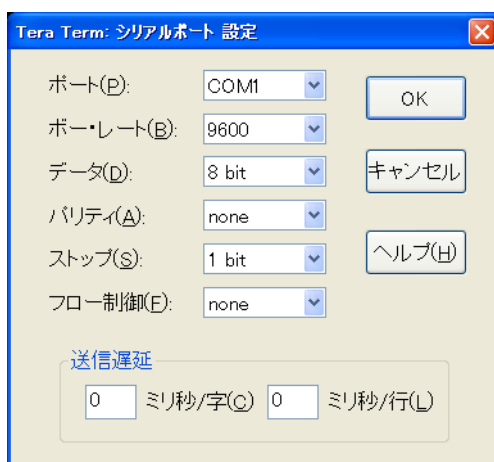 Tera Term: シリアルポート 設定
ポート(P): COM1
OK
ボー・レート(B): 9600
データ(D): 8 bit
キャンセル
パリティ(A): none
ストップ(S): 1 bit
ヘルプ(H)
フロー制御(F): none
送信遅延
0 ミリ秒/字(C) 0 ミリ秒/行(L)